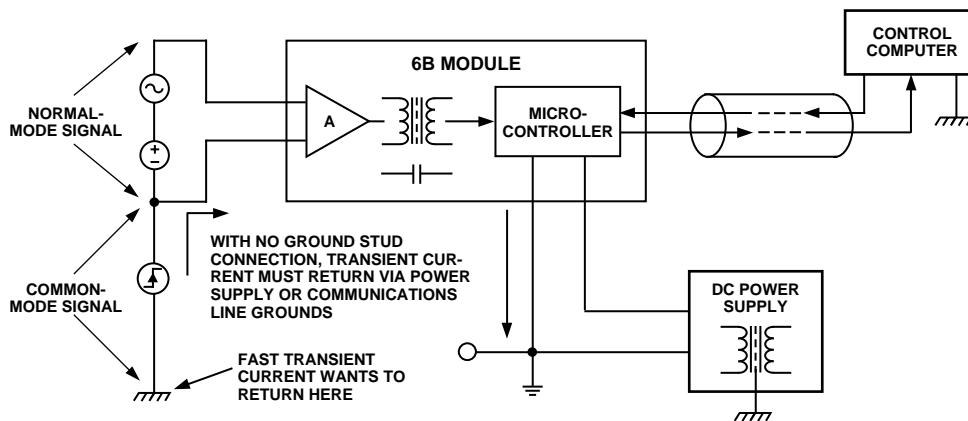 CONTROL
COMPUTER
6B MODULE
NORMAL-
MODE SIGNAL
A
MICRO-
CONTROLLER
WITH NO GROUND STUD
CONNECTION, TRANSIENT CUR-
RENT MUST RETURN VIA POWER
SUPPLY OR COMMUNICATIONS
LINE GROUNDS
COMMON-
MODE SIGNAL
DC POWER
SUPPLY
FAST TRANSIENT
CURRENT WANTS TO
RETURN HERE